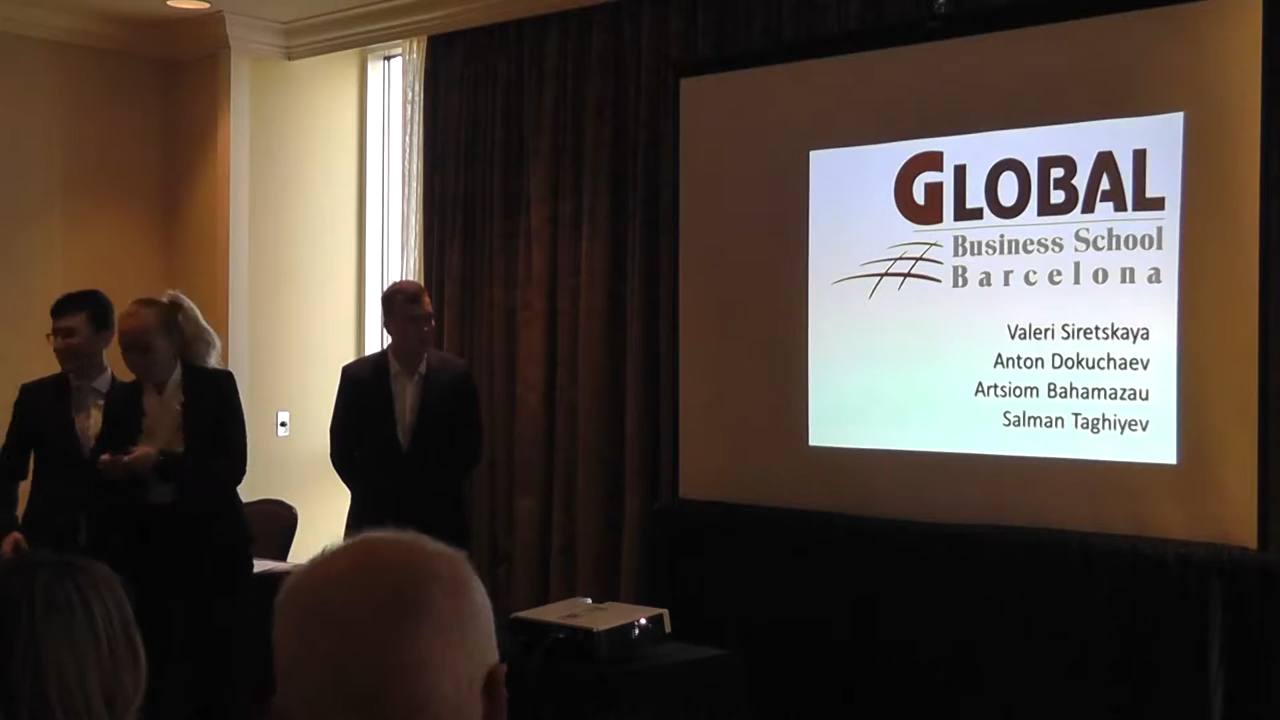 GLOBAL
Business School
Barcelona
Valeri Siretskaya
Anton Dokuchaev
Artsiom Bahamazau
Salman Taghiyev